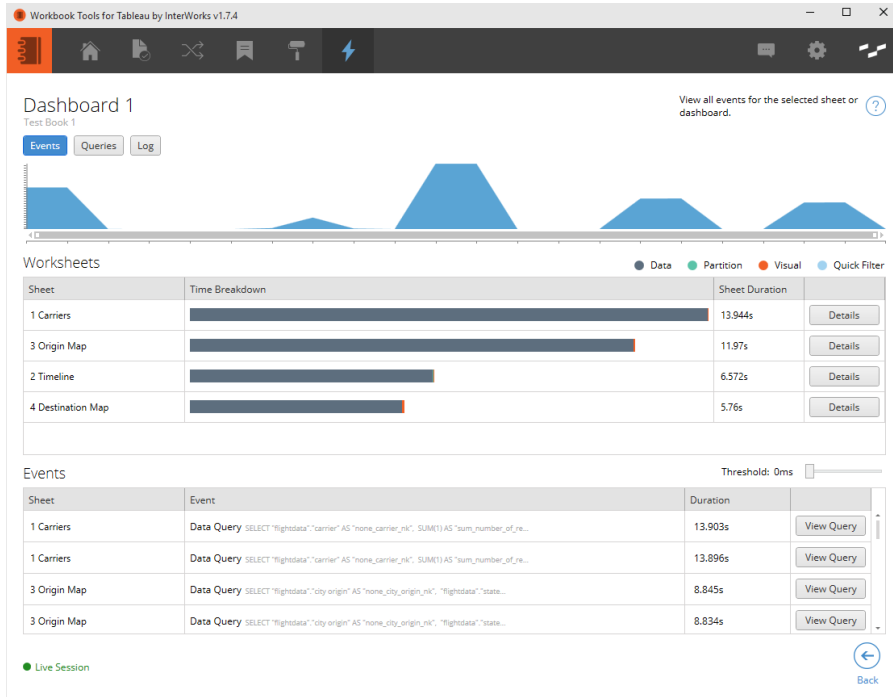 Workbook Tools for Tableau by InterWorks v1.7.4
Dashboard 1
Test Book 1
View all events for the selected sheet or
dashboard.
?
Events Queries Log
Worksheets
Data Partition Visual Quick Filter
Sheet Time Breakdown Sheet Duration
1 Carriers 13.944s Details
3 Origin Map 11.97s Details
2 Timeline 6.572s Details
4 Destination Map 5.76s Details
Events
Threshold: 0ms
Sheet Event Duration
1 Carriers Data Query SELECT "flightdata"."carrier" AS "none_carrier_nk", SUM(1) AS "sum_number_of_re... 13.903s View Query
1 Carriers Data Query SELECT "flightdata"."carrier" AS "none_carrier_nk", SUM(1) AS "sum_number_of_re... 13.896s View Query
3 Origin Map Data Query SELECT "flightdata"."city origin" AS "none_city_origin_nk", "flightdata"."state... 8.845s View Query
3 Origin Map Data Query SELECT "flightdata"."city origin" AS "none_city_origin_nk", "flightdata"."state... 8.834s View Query
Live Session
Back